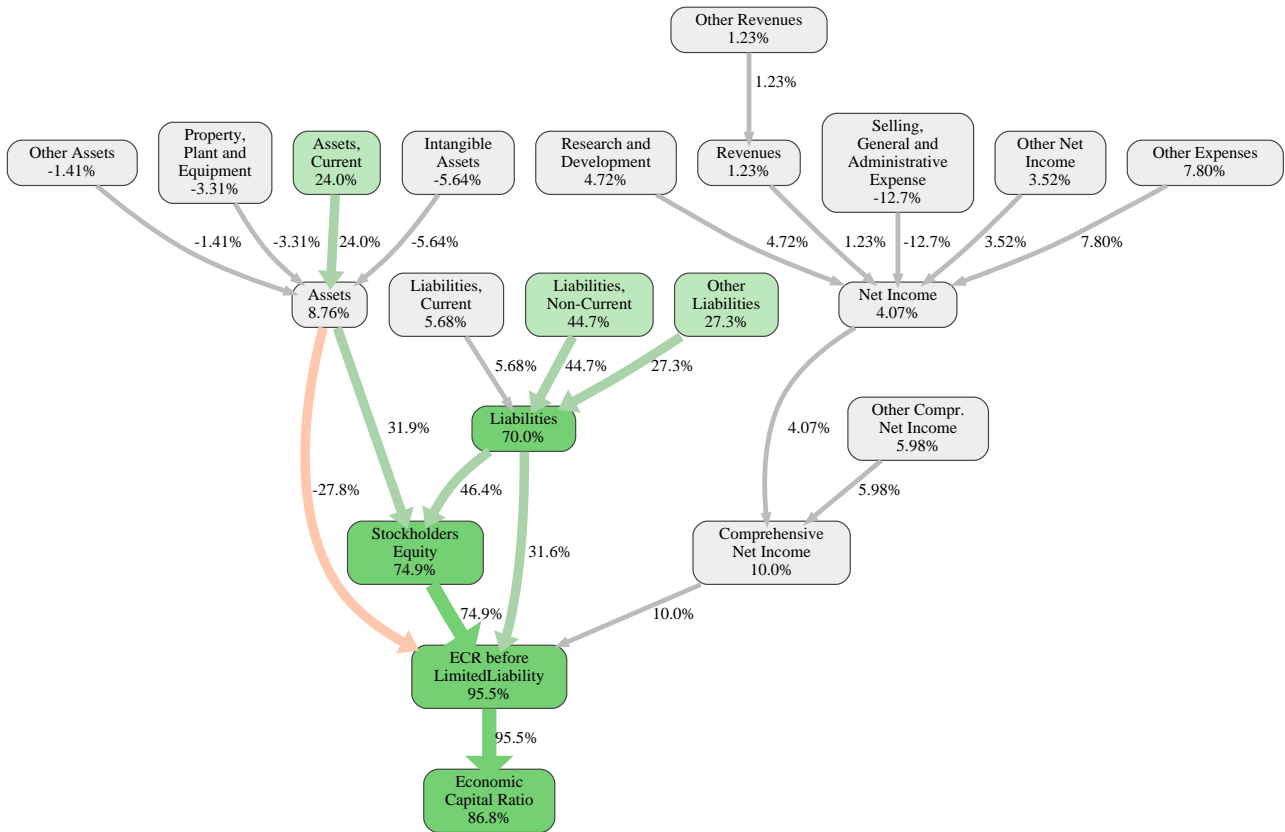 Other Revenues
1.23%
1.23%
Other Assets
-1.41%
Property,
Plant and
Equipment
-3.31%
Assets,
Current
24.0%
Intangible
Assets
-5.64%
Research and
Development
4.72%
Revenues
1.23%
Selling,
General and
Administrative
Expense
-12.7%
Other Net
Income
3.52%
Other Expenses
7.80%
-1.41%
-3.31%
24.0%
-5.64%
4.72%
1.23%
-12.7%
3.52%
7.80%
Assets
8.76%
Liabilities,
Current
5.68%
Liabilities,
Non-Current
44.7%
Other
Liabilities
27.3%
Net Income
4.07%
5.68%
44.7%
27.3%
Liabilities
70.0%
Other Compr.
Net Income
5.98%
31.9%
4.07%
-27.8%
46.4%
5.98%
Stockholders
Equity
74.9%
31.6%
Comprehensive
Net Income
10.0%
74.9%
10.0%
ECR before
LimitedLiability
95.5%
95.5%
Economic
Capital Ratio
86.8%